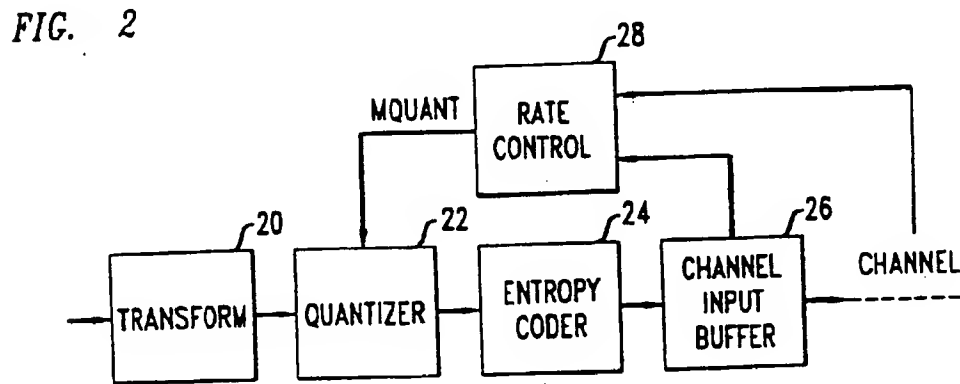 FIG. 2
28
MQUANT
RATE
CONTROL
20
22
24
26
TRANSFORM
QUANTIZER
ENTROPY
CODER
CHANNEL
INPUT
BUFFER
CHANNEL